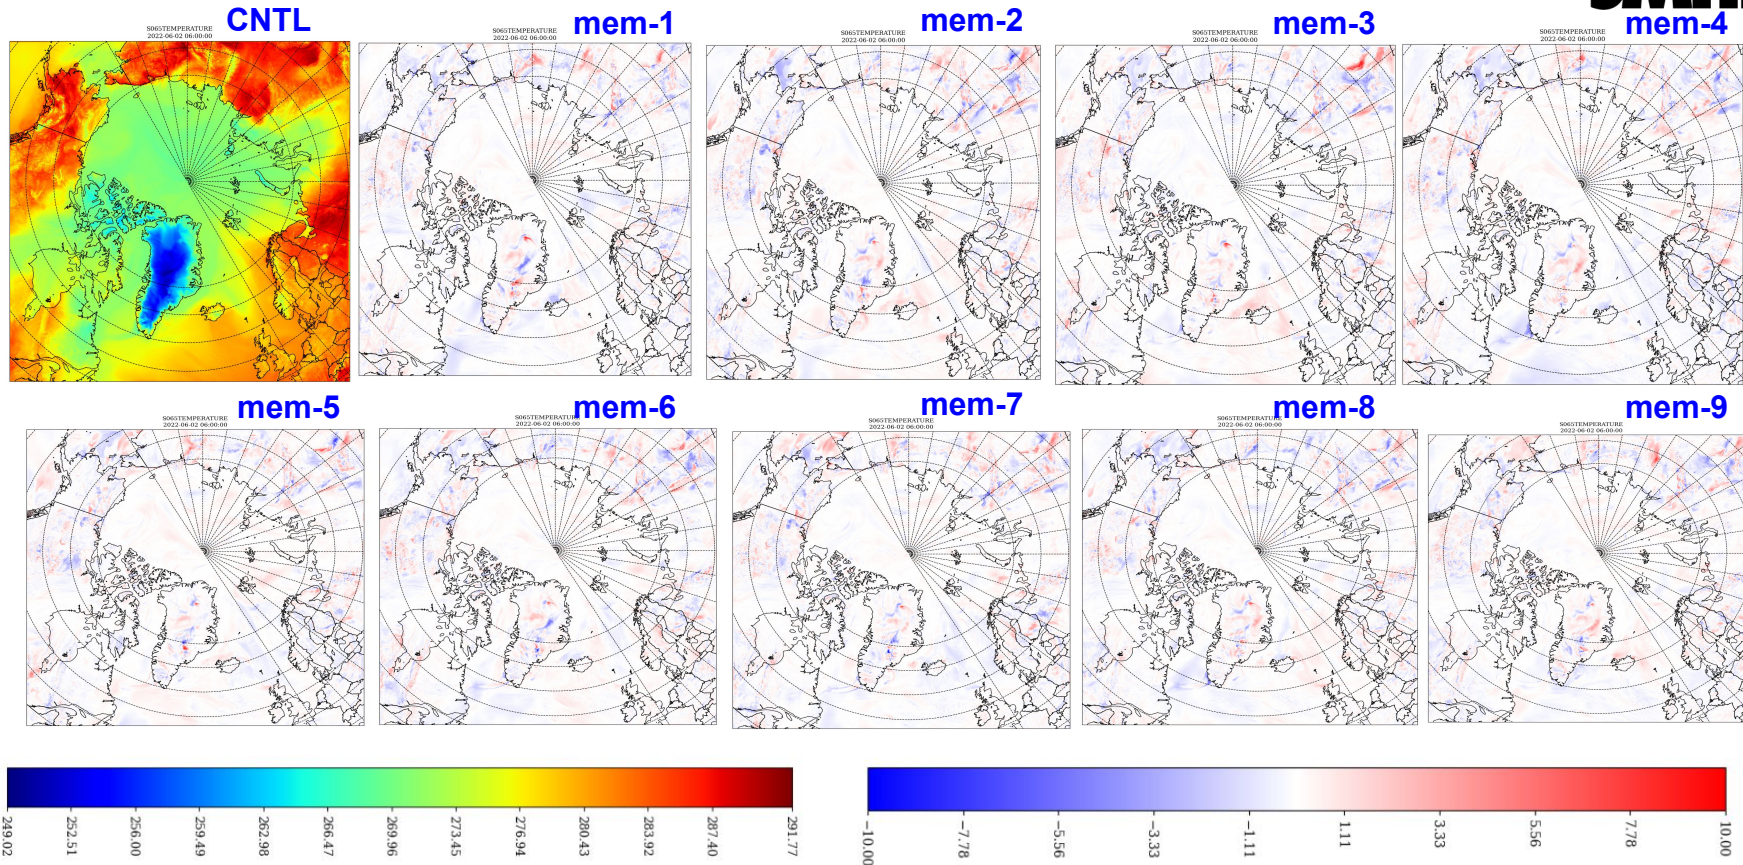 CNTL
S065TEMPERATURE
2022-06-02 06:00:00
mem-1
S065TEMPERATURE
2022-06-02 06:00:00
mem-2
S065TEMPERATURE
2022-06-02 06:00:00
mem-3
S065TEMPERATURE
2022-06-02 06:00:00
mem-4
S065TEMPERATURE
2022-06-02 06:00:00
mem-5
S065TEMPERATURE
2022-06-02 06:00:00
mem-6
S065TEMPERATURE
2022-06-02 06:00:00
mem-7
S065TEMPERATURE
2022-06-02 06:00:00
mem-8
S065TEMPERATURE
2022-06-02 06:00:00
mem-9
S065TEMPERATURE
2022-06-02 06:00:00
249.02 252.51 256.00 259.49 262.98 266.47 269.96 273.45 276.94 280.43 283.92 287.40 291.77
−10.00 −7.78 −5.56 −3.33 −1.11 1.11 3.33 5.56 7.78 10.00